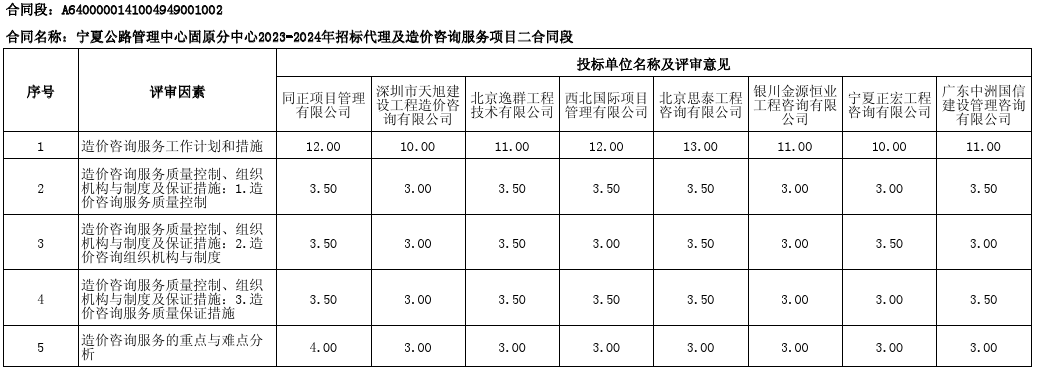 合同段：A6400000141004949001002
合同名称：宁夏公路管理中心固原分中心2023-2024年招标代理及造价咨询服务项目二合同段
序号 评审因素 投标单位名称及评审意见
同正项目管理有限公司 深圳市天旭建设工程造价咨询有限公司 北京逸群工程技术有限公司 西北国际项目管理有限公司 北京思泰工程咨询有限公司 银川金源恒业工程咨询有限公司 宁夏正宏工程咨询有限公司 广东中洲国信建设管理咨询有限公司
1 造价咨询服务工作计划和措施 12.00 10.00 11.00 12.00 13.00 11.00 10.00 11.00
2 造价咨询服务质量控制、组织机构与制度及保证措施：1.造价咨询服务质量控制 3.50 3.00 3.50 3.50 3.50 3.00 3.00 3.50
3 造价咨询服务质量控制、组织机构与制度及保证措施：2.造价咨询组织机构与制度 3.50 3.00 3.50 3.00 3.50 3.00 3.50 3.00
4 造价咨询服务质量控制、组织机构与制度及保证措施：3.造价咨询服务质量保证措施 3.50 3.00 3.50 3.50 3.50 3.00 3.00 3.50
5 造价咨询服务的重点与难点分析 4.00 3.00 3.00 3.00 3.00 3.00 3.00 3.00